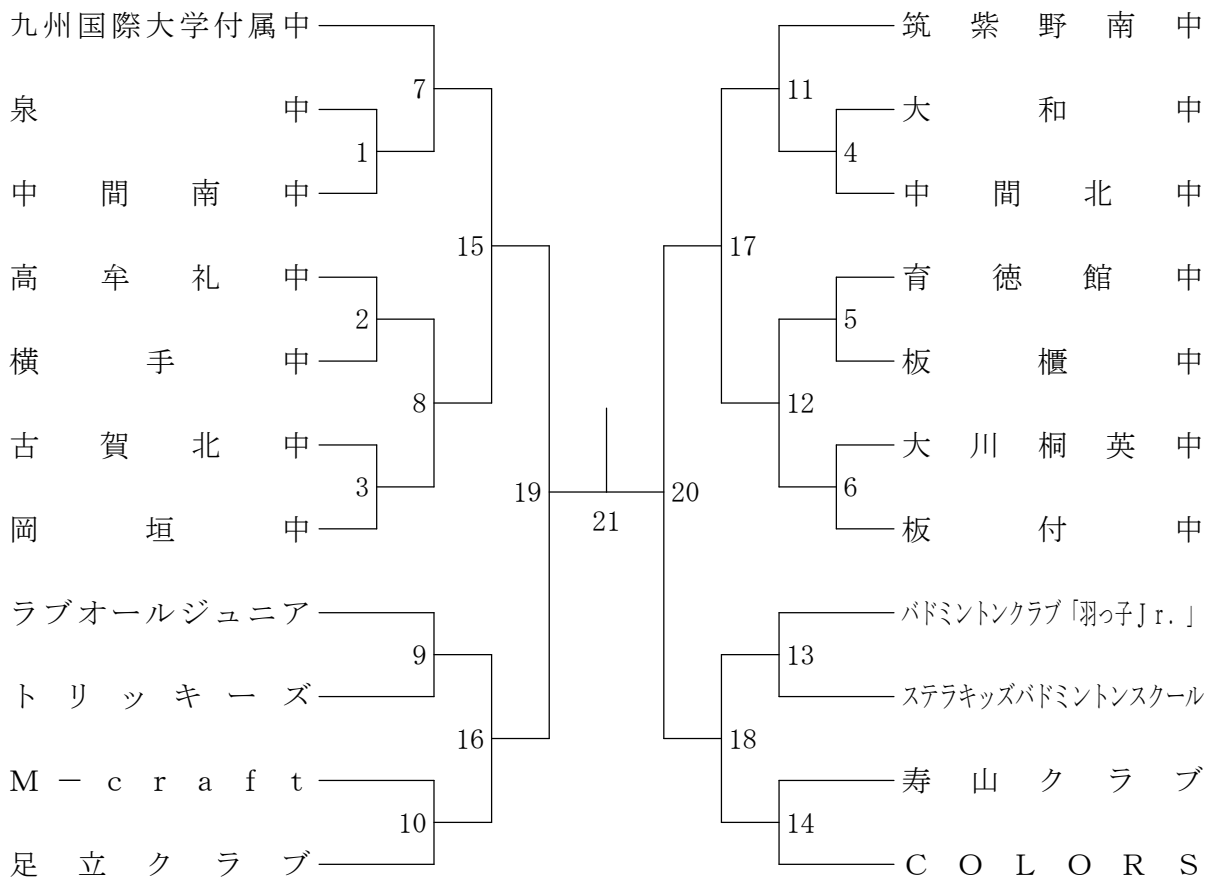 九州国際大学付属中
泉中
中間南中
高牟礼中
横手中
古賀北中
岡垣中
ラブオールジュニア
トリッキーズ
M－craft
足立クラブ
1
2
3
7
8
9
10
15
16
19
21
20
17
18
11
12
13
14
4
5
6
筑紫野南中
大和中
中間北中
育徳館中
板櫃中
大川桐英中
板付中
バドミントンクラブ「羽っ子Jr.」
ステラキッズバドミントンスクール
寿山クラブ
COLORS